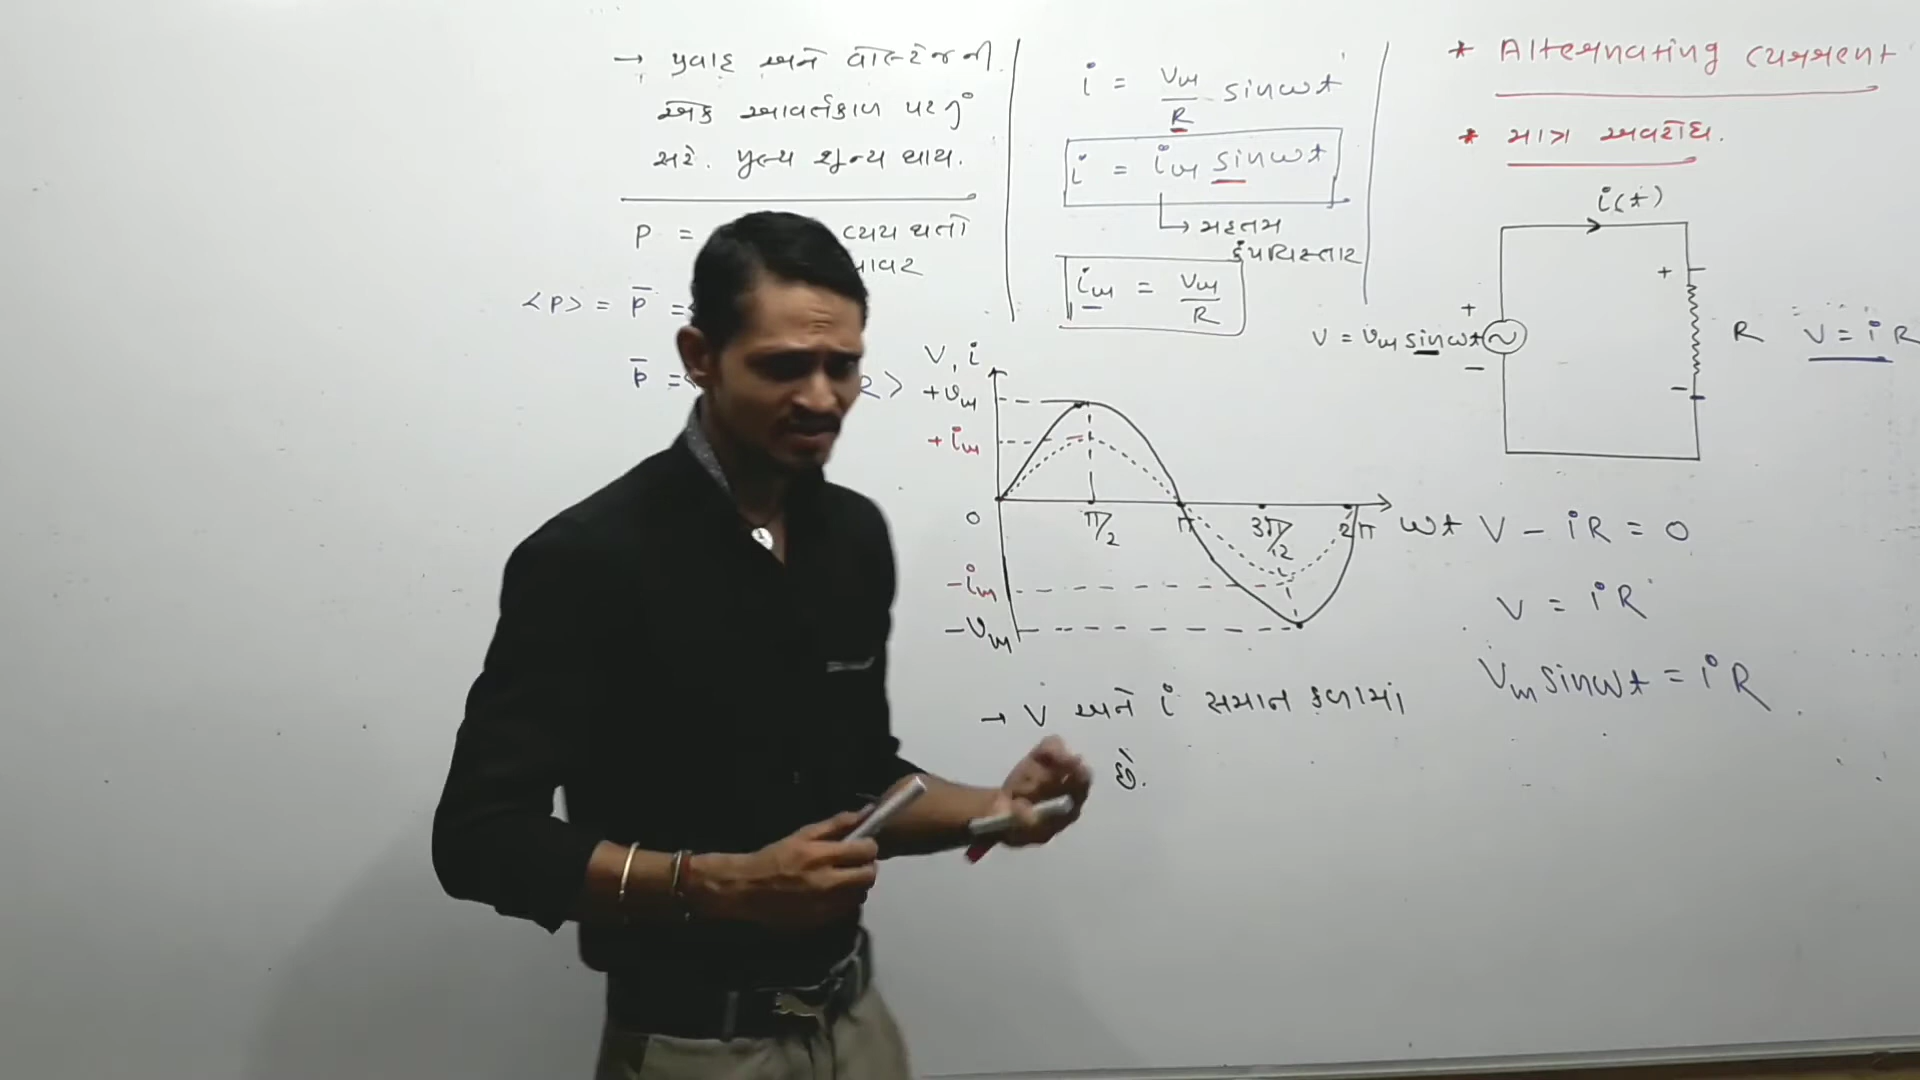 → પ્રવાહ અને વોલ્ટેજની
એક આવર્તકાળ પરનું
સરે. મૂલ્ય શૂન્ય થાય.
P = વ્યય થતો
પાવર
<P> = P̅ =<
P̅ =< R >
i = Vm/R sinωt
i = im sinωt
→ મહત્તમ
કંપવિસ્તાર
im = Vm/R
V, i
+Vm
+im
0 π/2 π 3π/2 2π ωt
-im
-Vm
→ V અને i સમાન કળામાં
છે.
* Alternating current
* માત્ર અવરોધ.
i(t)
+
+
V = Vm sinωt ~ R V = iR
-
-
V - iR = 0
V = iR
Vm sinωt = iR